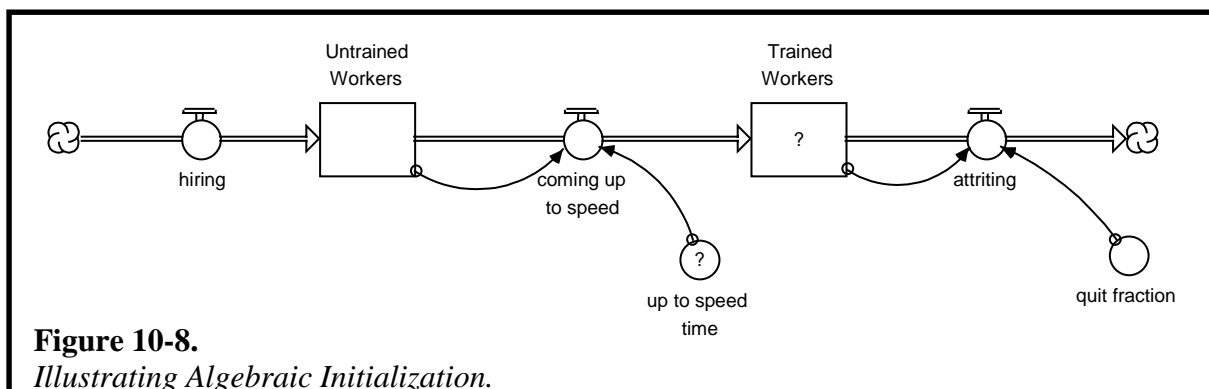 Untrained
Workers
Trained
Workers
?
hiring
coming up
to speed
attriting
?
up to speed
time
quit fraction
Figure 10-8.
Illustrating Algebraic Initialization.